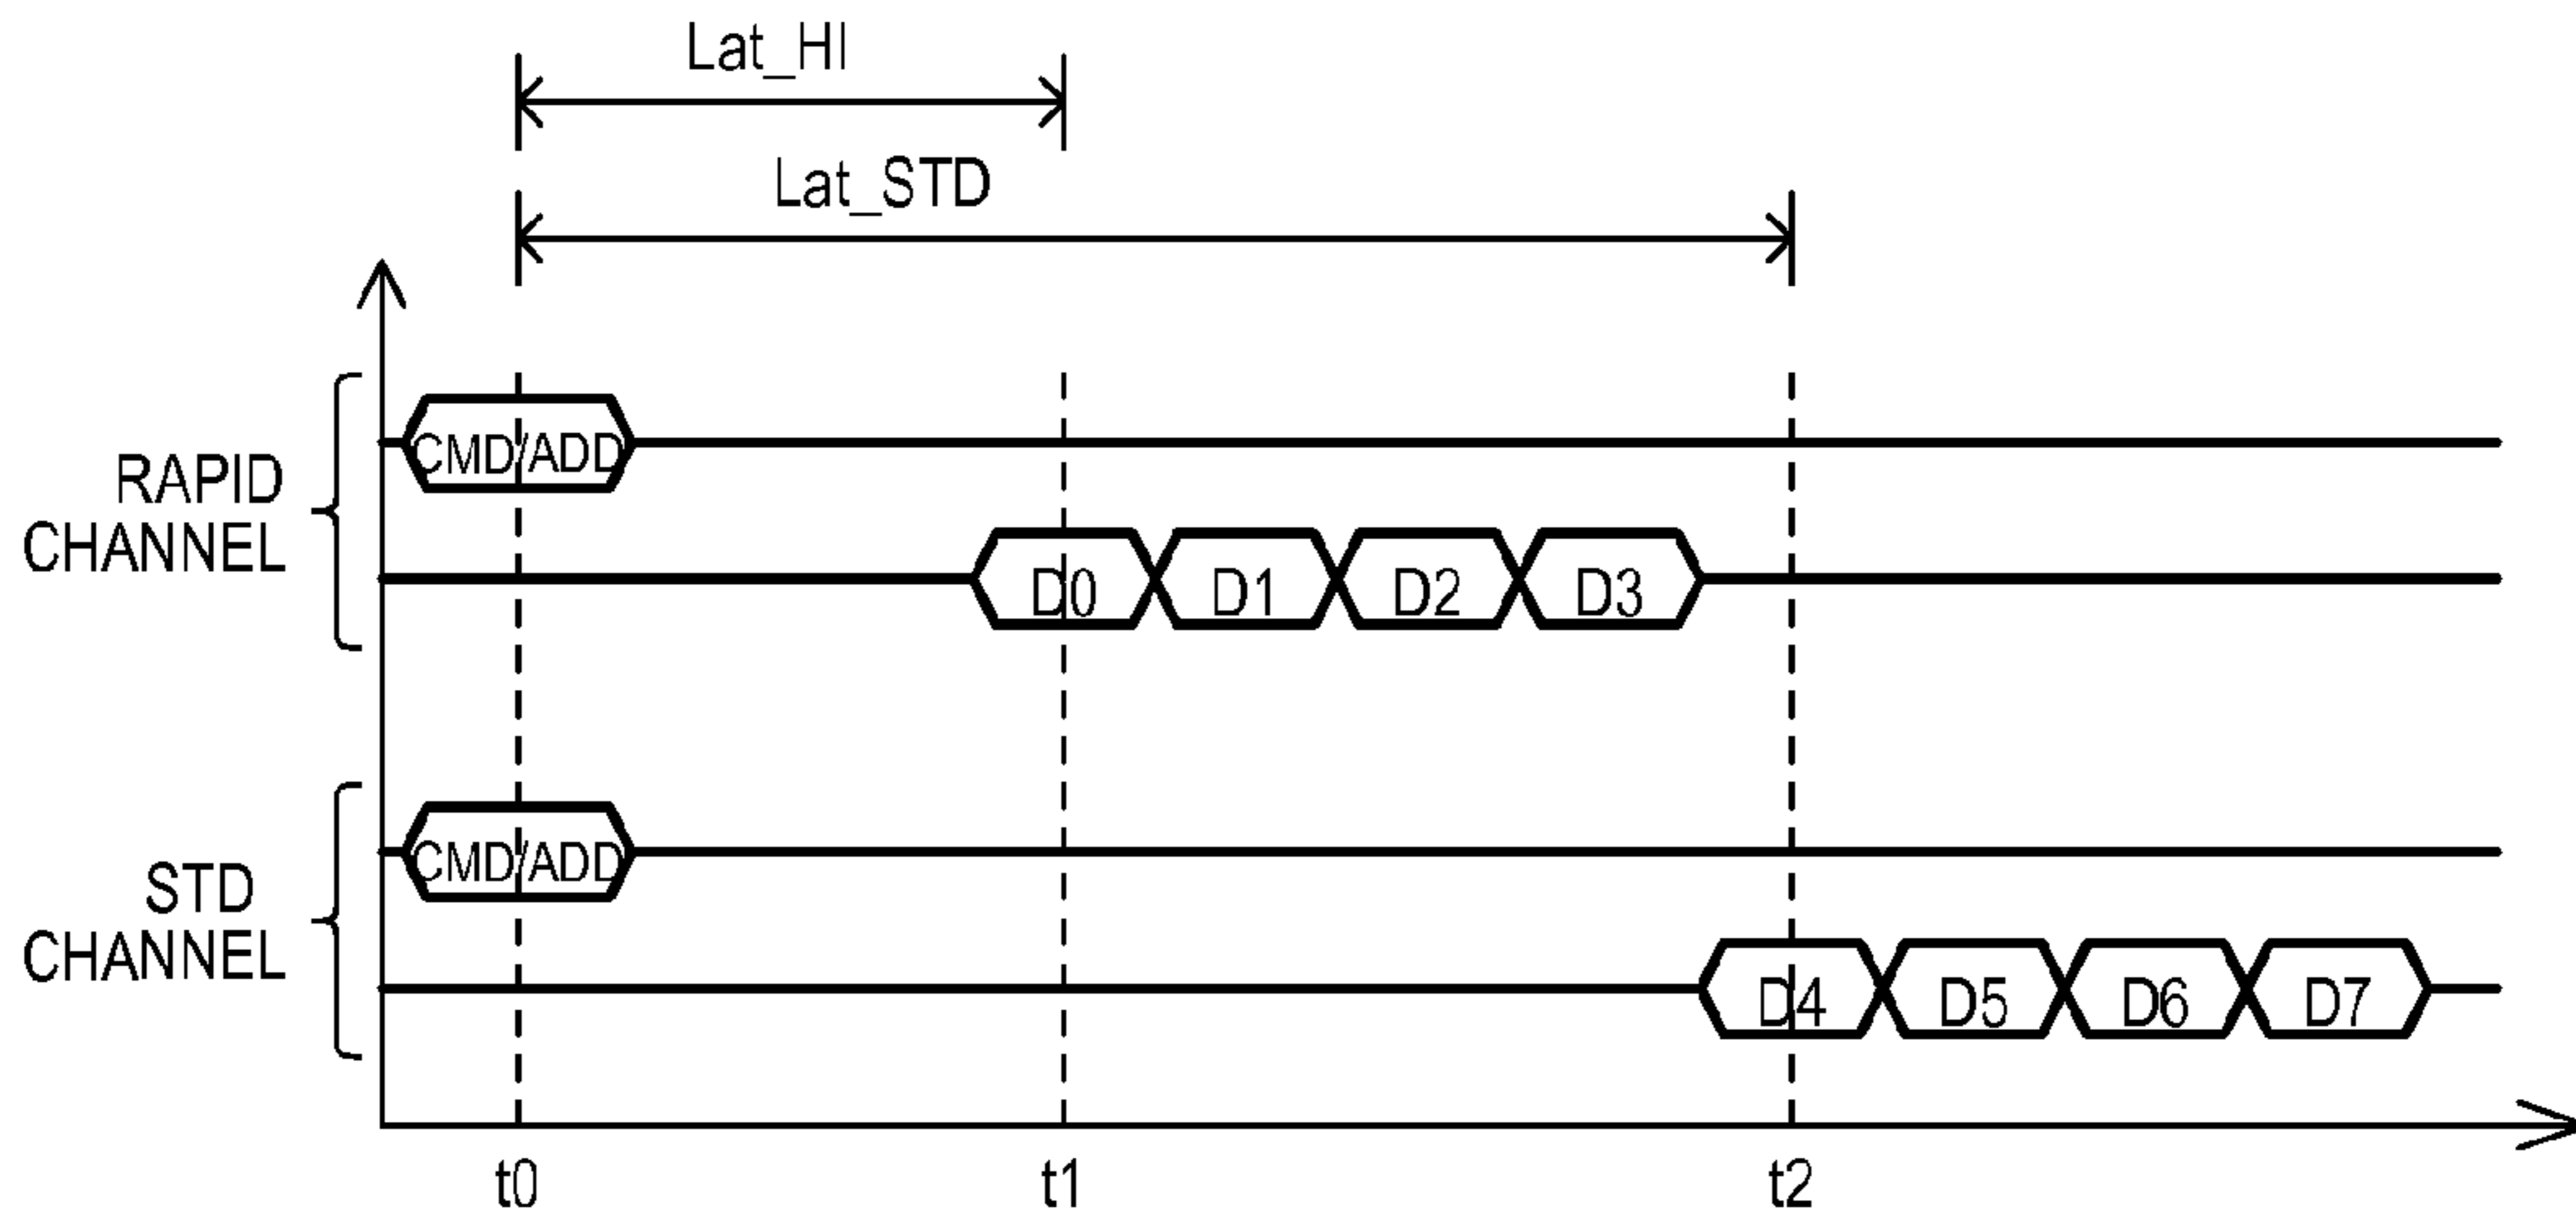 Lat_HI
Lat_STD
RAPID
CHANNEL
CMD/ADD
D0 D1 D2 D3
STD
CHANNEL
CMD/ADD
D4 D5 D6 D7
t0 t1 t2